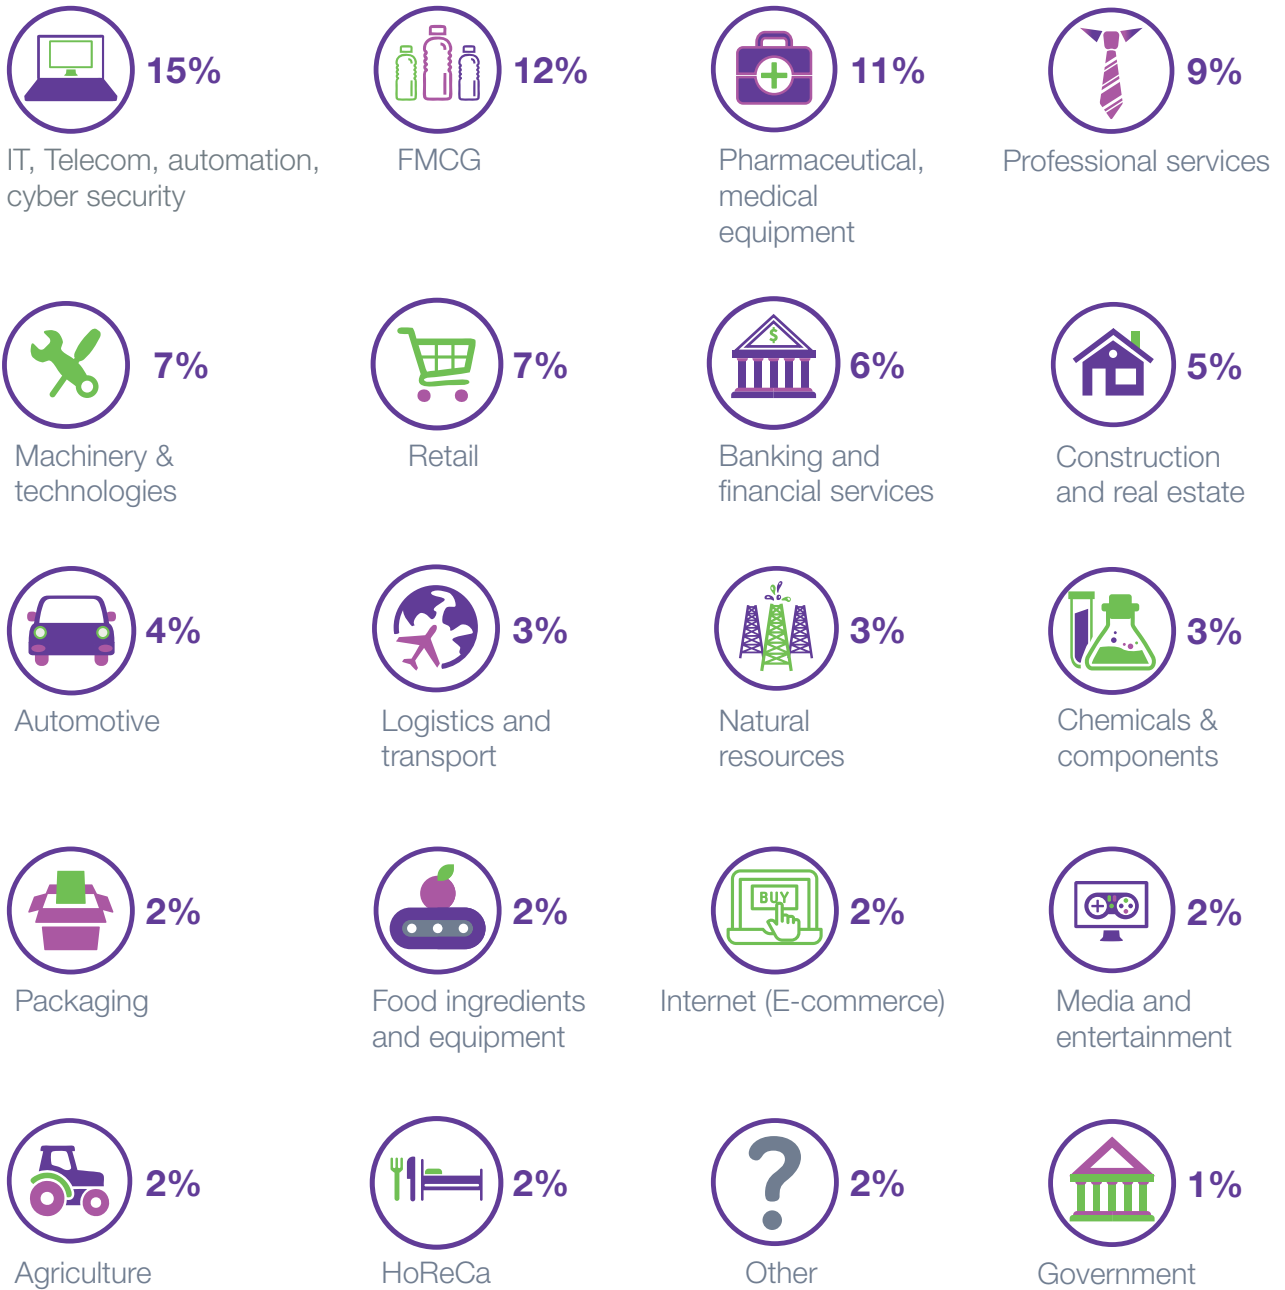 15%
IT, Telecom, automation,
cyber security
12%
FMCG
11%
Pharmaceutical,
medical
equipment
9%
Professional services
7%
Machinery &
technologies
7%
Retail
$
6%
Banking and
financial services
5%
Construction
and real estate
4%
Automotive
3%
Logistics and
transport
3%
Natural
resources
3%
Chemicals &
components
2%
Packaging
2%
Food ingredients
and equipment
BUY
2%
Internet (E-commerce)
2%
Media and
entertainment
2%
Agriculture
2%
HoReCa
?
2%
Other
1%
Government